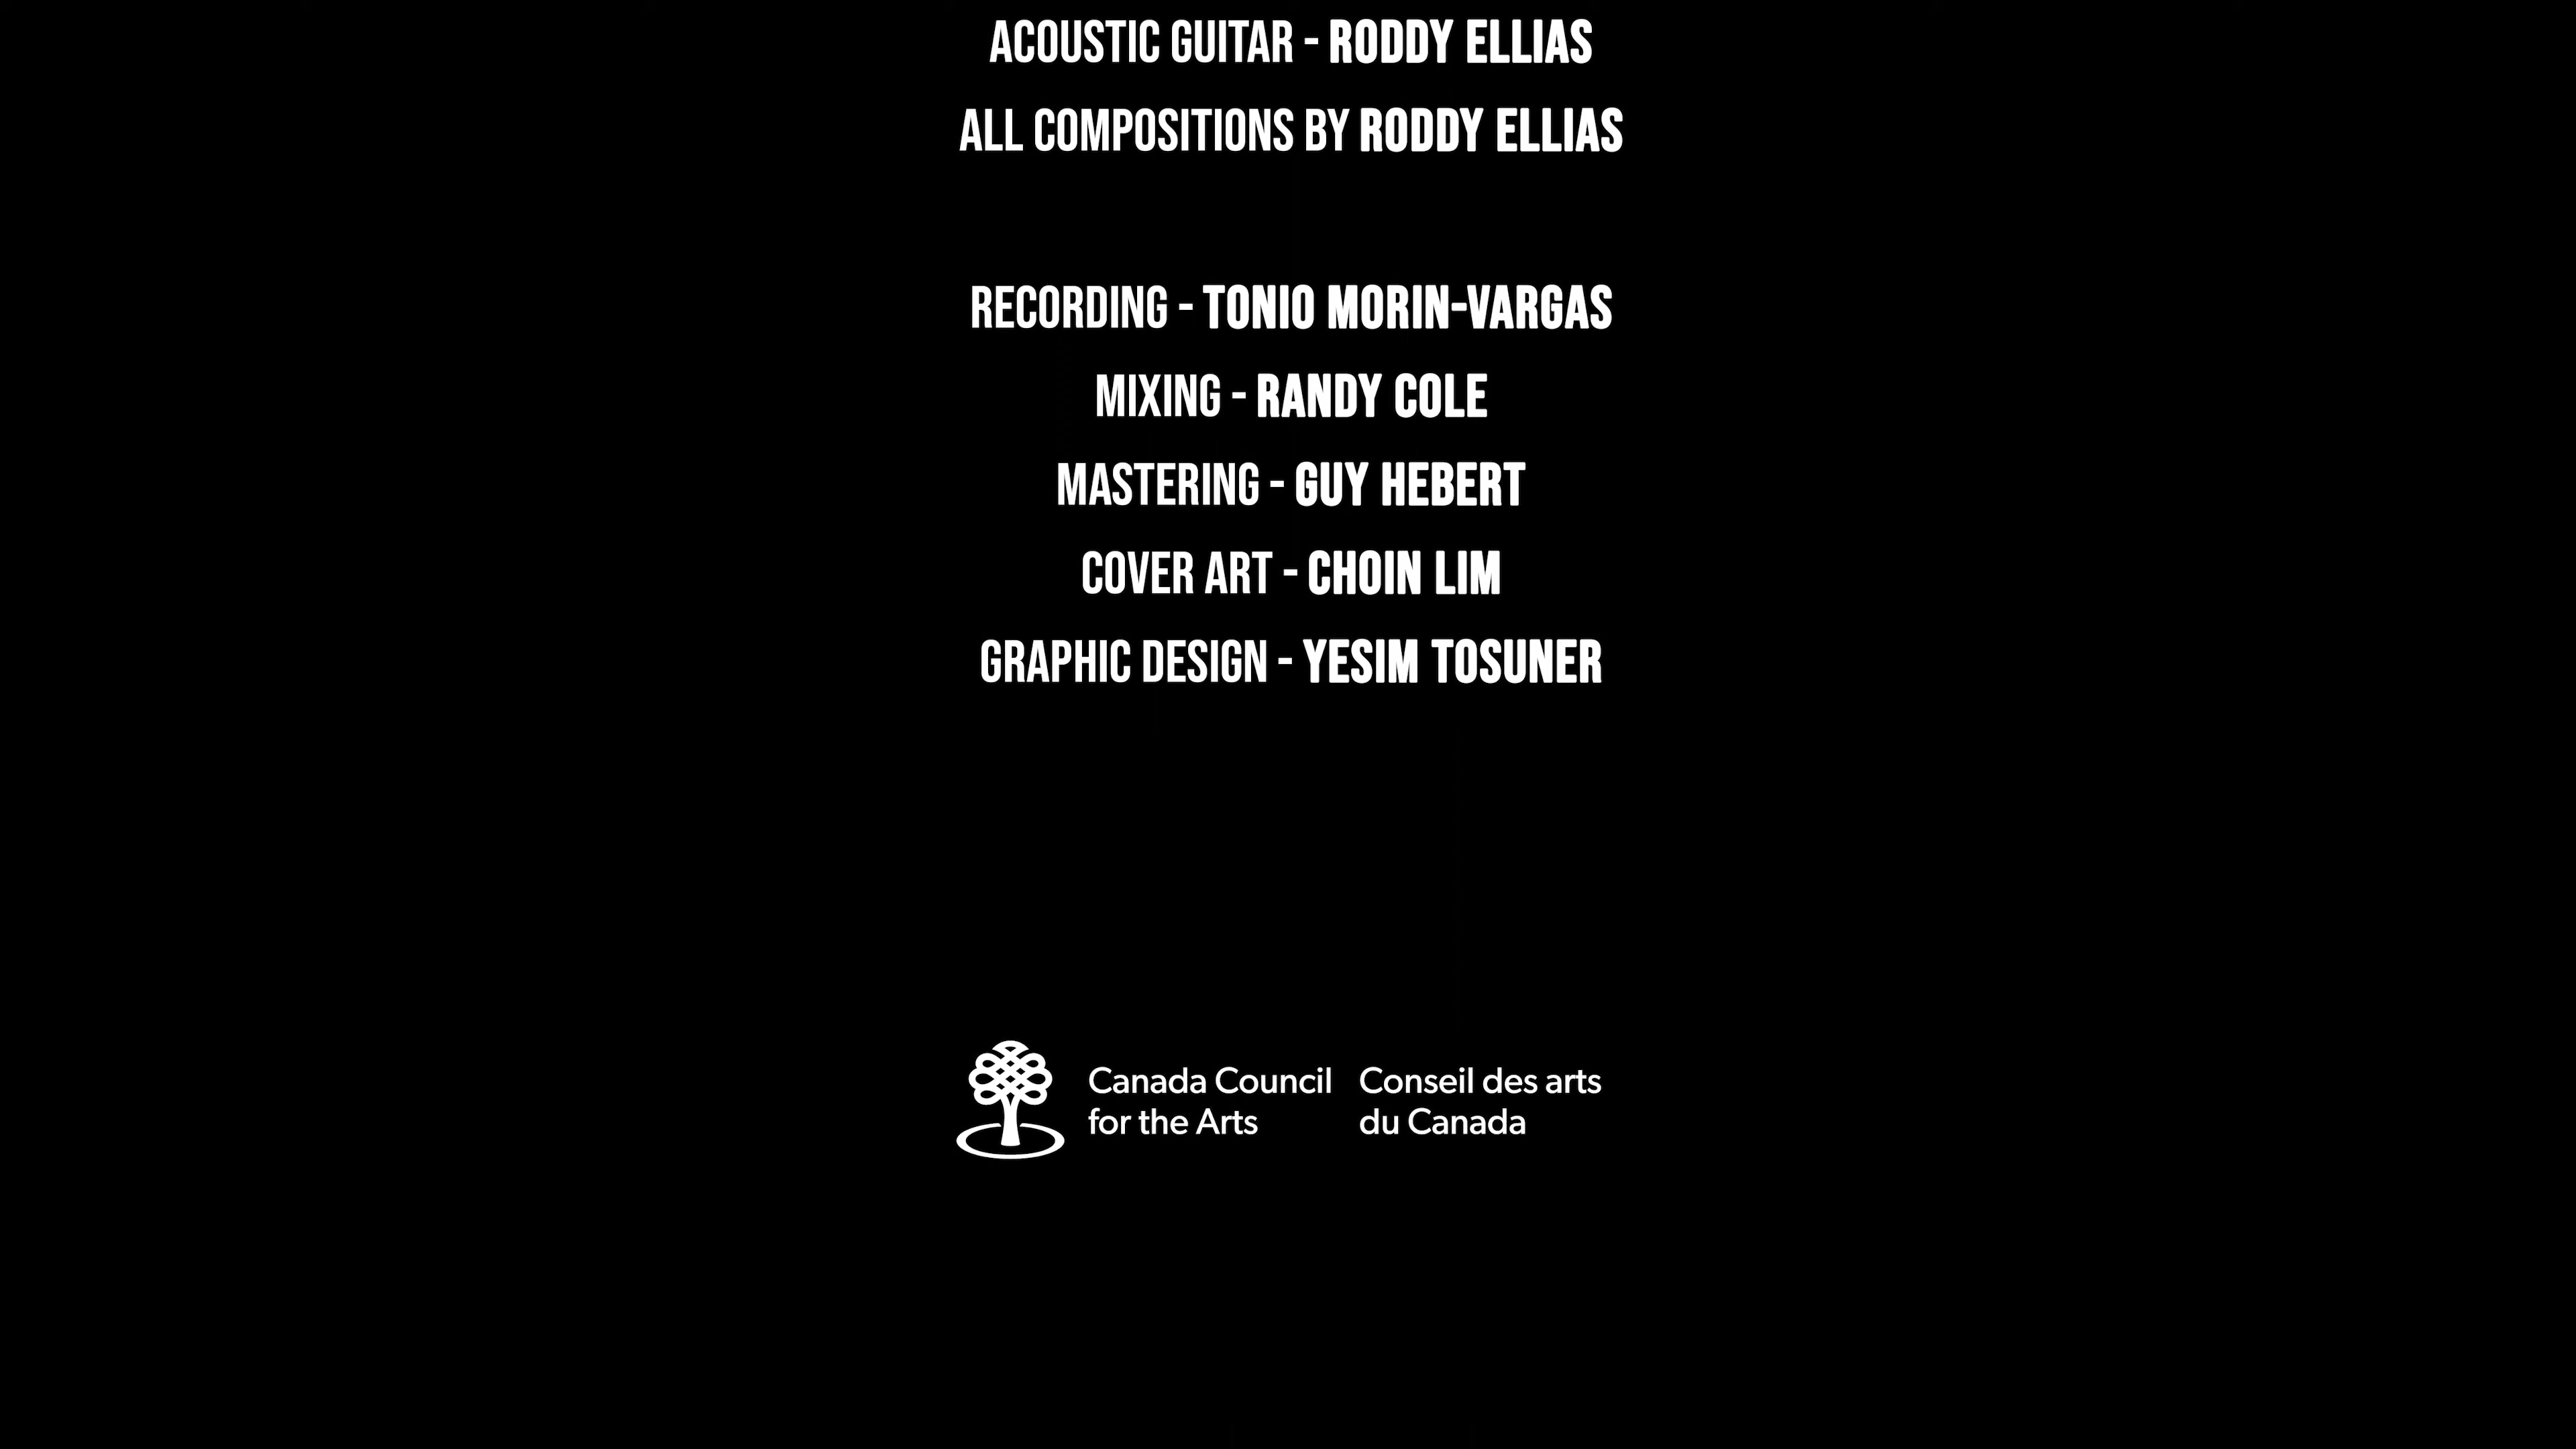 ACOUSTIC GUITAR - RODDY ELLIAS
ALL COMPOSITIONS BY RODDY ELLIAS
RECORDING - TONIO MORIN-VARGAS
MIXING - RANDY COLE
MASTERING - GUY HEBERT
COVER ART - CHOIN LIM
GRAPHIC DESIGN - YESIM TOSUNER
Canada Council
for the Arts
Conseil des arts
du Canada